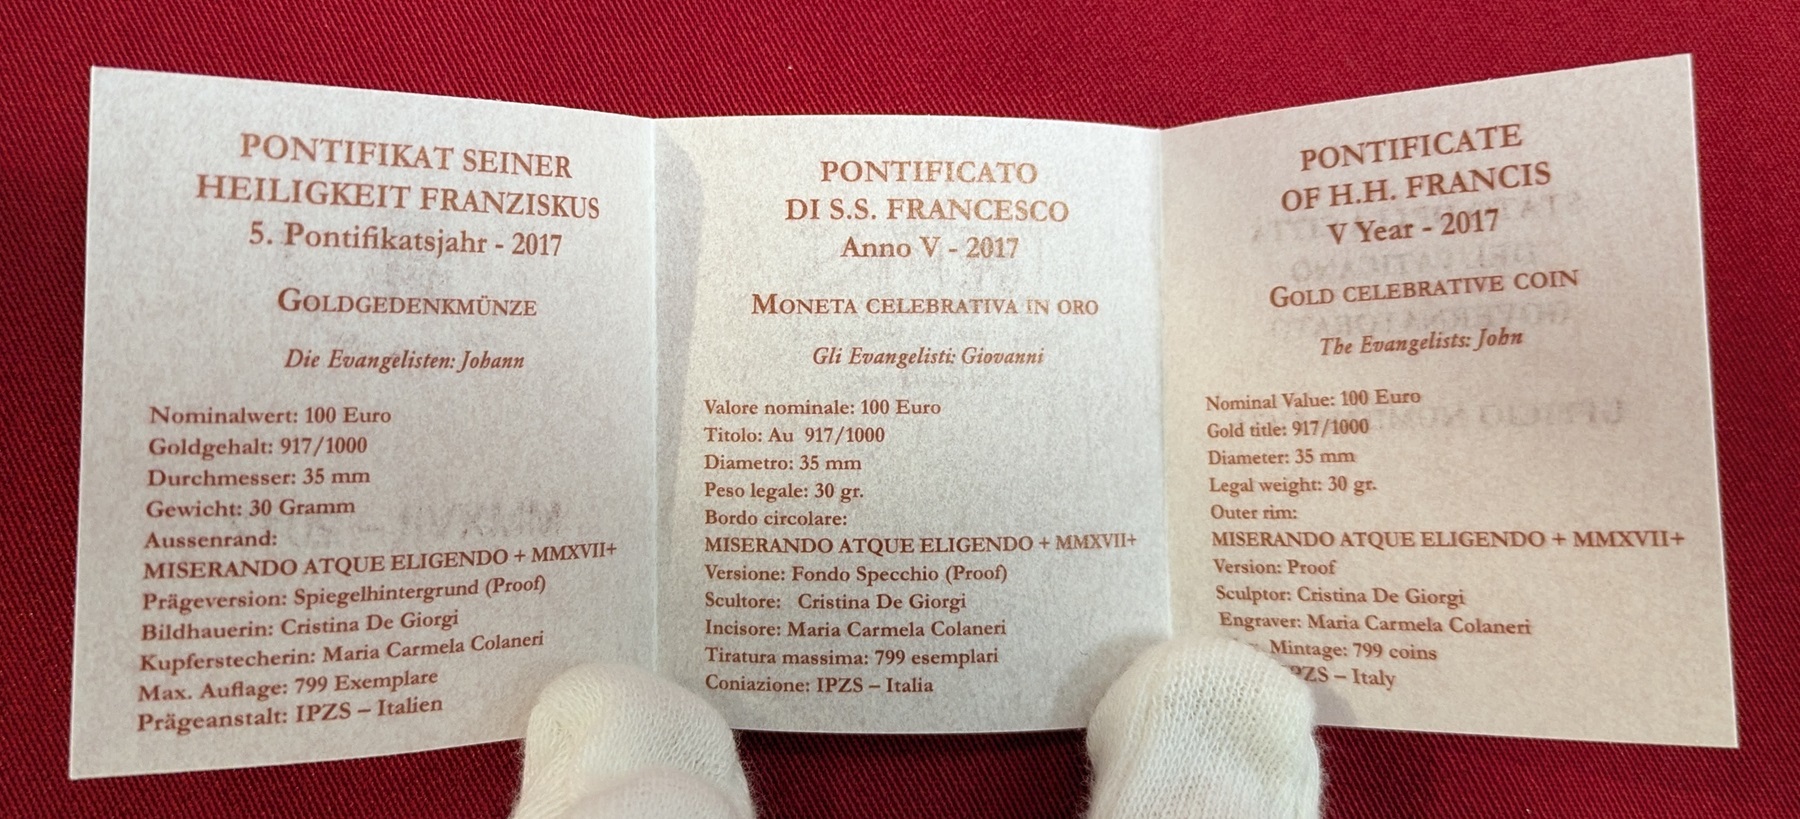 PONTIFIKAT SEINER
HEILIGKEIT FRANZISKUS
5. Pontifikatsjahr - 2017
GOLDGEDENKMÜNZE
Die Evangelisten: Johann
Nominalwert: 100 Euro
Goldgehalt: 917/1000
Durchmesser: 35 mm
Gewicht: 30 Gramm
Aussenrand:
MISERANDO ATQUE ELIGENDO + MMXVII+
Prägeversion: Spiegelhintergrund (Proof)
Bildhauerin: Cristina De Giorgi
Kupferstecherin: Maria Carmela Colaneri
Max. Auflage: 799 Exemplare
Prägeanstalt: IPZS – Italien
PONTIFICATO
DI S.S. FRANCESCO
Anno V - 2017
MONETA CELEBRATIVA IN ORO
Gli Evangelisti: Giovanni
Valore nominale: 100 Euro
Titolo: Au 917/1000
Diametro: 35 mm
Peso legale: 30 gr.
Bordo circolare:
MISERANDO ATQUE ELIGENDO + MMXVII+
Versione: Fondo Specchio (Proof)
Scultore: Cristina De Giorgi
Incisore: Maria Carmela Colaneri
Tiratura massima: 799 esemplari
Coniazione: IPZS – Italia
PONTIFICATE
OF H.H. FRANCIS
V Year - 2017
GOLD CELEBRATIVE COIN
The Evangelists: John
Nominal Value: 100 Euro
Gold title: 917/1000
Diameter: 35 mm
Legal weight: 30 gr.
Outer rim:
MISERANDO ATQUE ELIGENDO + MMXVII+
Version: Proof
Sculptor: Cristina De Giorgi
Engraver: Maria Carmela Colaneri
Mintage: 799 coins
PZS – Italy